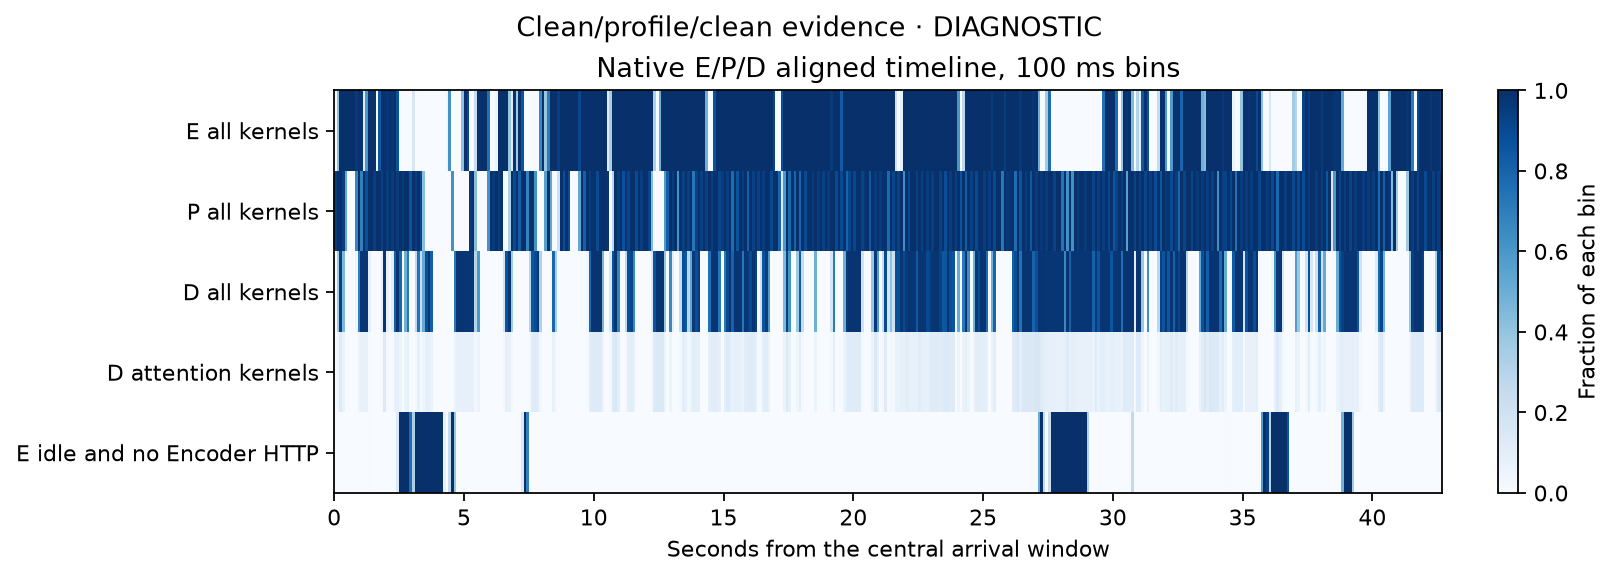 Clean/profile/clean evidence · DIAGNOSTIC
Native E/P/D aligned timeline, 100 ms bins
E all kernels
P all kernels
D all kernels
D attention kernels
E idle and no Encoder HTTP
0 5 10 15 20 25 30 35 40
Seconds from the central arrival window
1.0
0.8
0.6
0.4
0.2
0.0
Fraction of each bin